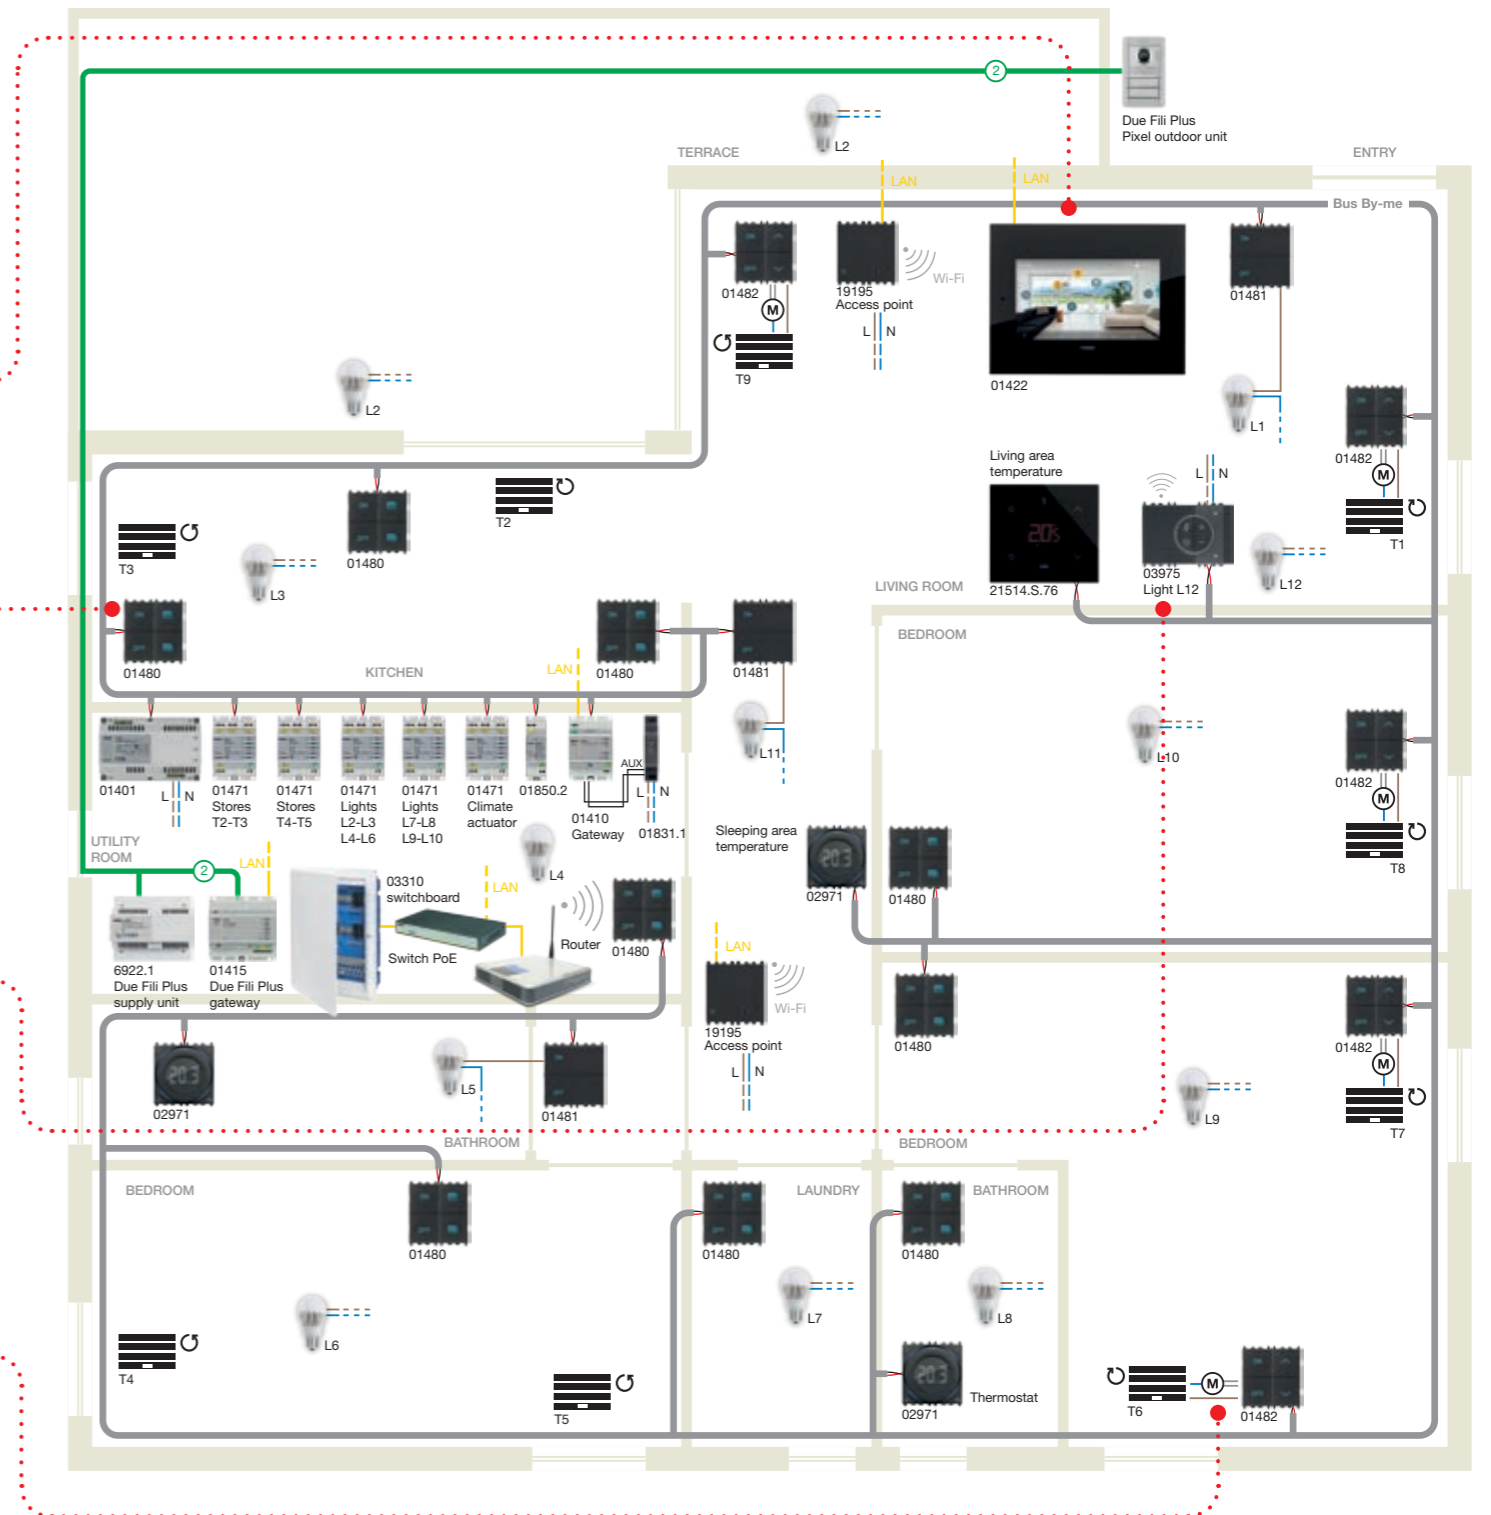 2
Due Fili Plus
Pixel outdoor unit
L2
TERRACE
ENTRY
LAN
LAN
Bus By-me
01482
M
T9
19195
Access point
L N
Wi-Fi
01422
01481
L1
L2
01482
M
T1
Living area
temperature
21514.S.76
L N
03975
Light L12
L12
LIVING ROOM
T2
T3
01480
L3
01480
01480
01481
KITCHEN
LAN
BEDROOM
L11
L10
01401
L N
01471
Stores
T2-T3
01471
Stores
T4-T5
01471
Lights
L2-L3
L4-L6
01471
Lights
L7-L8
L9-L10
01471
Climate
actuator
01850.2
01410
Gateway
AUX
L N
01831.1
01482
M
T8
UTILITY
ROOM
2
LAN
L4
Sleeping area
temperature
20.3
02971
01480
03310
switchboard
LAN
Switch PoE
Router
01480
6922.1
Due Fili Plus
supply unit
01415
Due Fili Plus
gateway
LAN
Wi-Fi
19195
Access point
L N
01480
01482
M
T7
20.3
02971
L5
01481
L9
BATHROOM
BEDROOM
BEDROOM
01480
LAUNDRY
01480
BATHROOM
01480
L6
L7
L8
T4
T5
20.3
02971
Thermostat
T6
M
01482